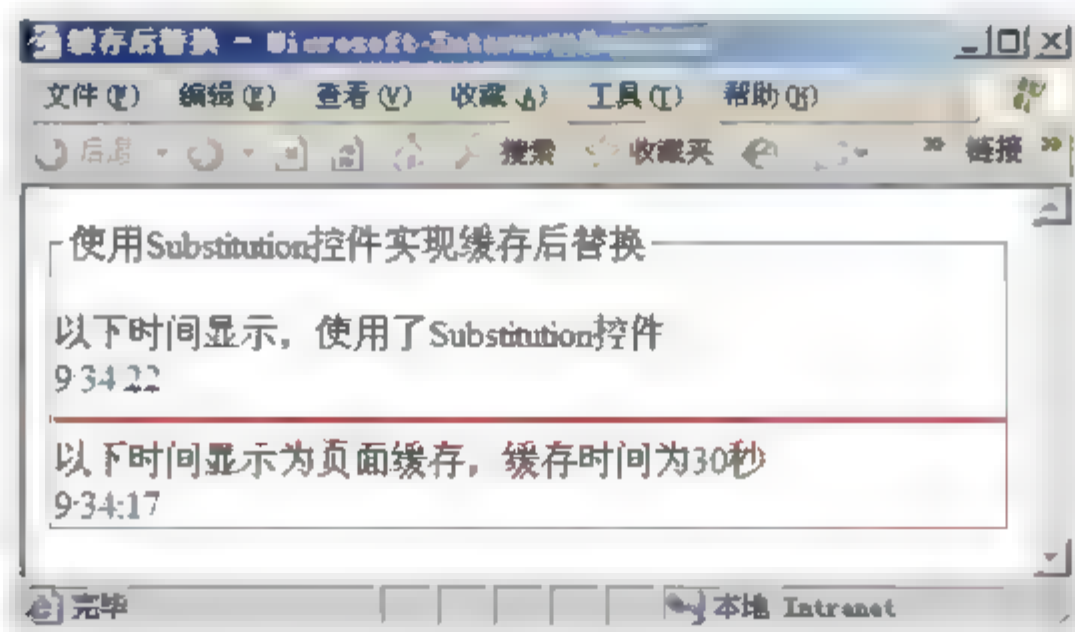 缓存后替换 - Microsoft
文件(F) 编辑(E) 查看(V) 收藏(A) 工具(T) 帮助(H)
后退 搜索 收藏夹 » 链接 »
使用Substitution控件实现缓存后替换
以下时间显示，使用了Substitution控件
9:34:22
以下时间显示为页面缓存，缓存时间为30秒
9:34:17
完毕 本地 Intranet